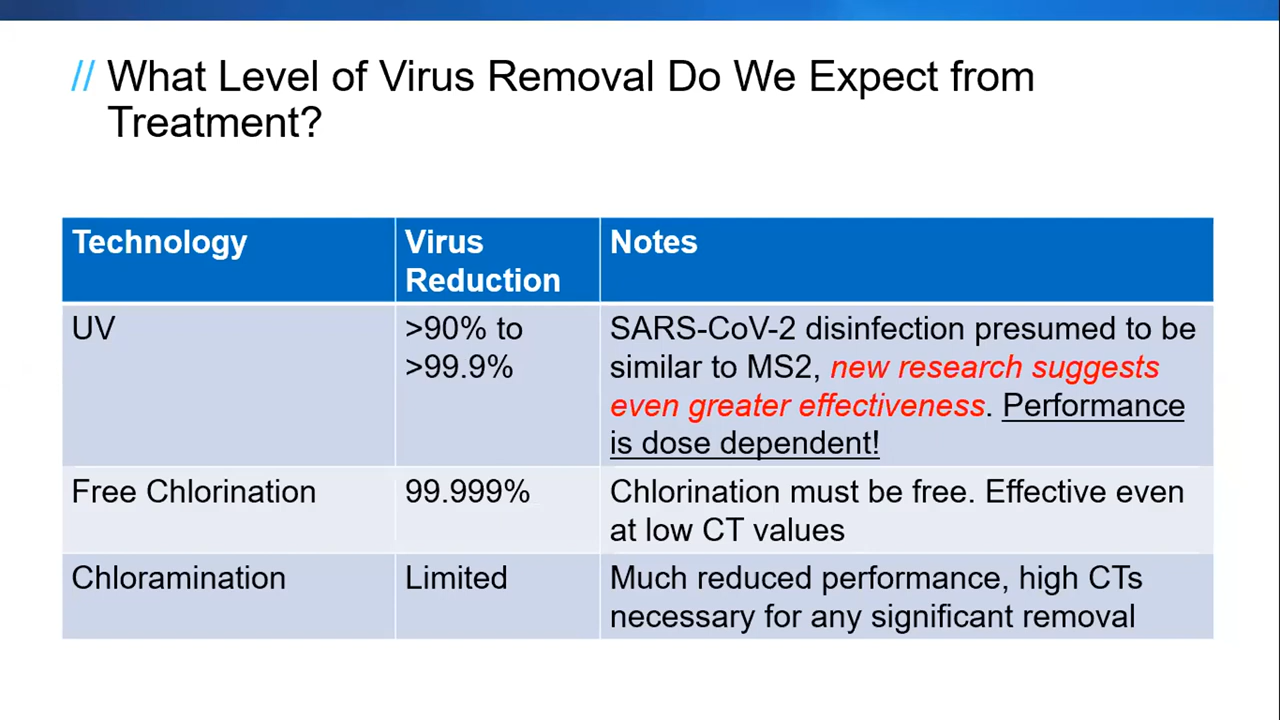 // What Level of Virus Removal Do We Expect from
Treatment?
Technology
Virus
Reduction
Notes
UV
>90% to
>99.9%
SARS-CoV-2 disinfection presumed to be
similar to MS2, new research suggests
even greater effectiveness. Performance
is dose dependent!
Free Chlorination
99.999%
Chlorination must be free. Effective even
at low CT values
Chloramination
Limited
Much reduced performance, high CTs
necessary for any significant removal